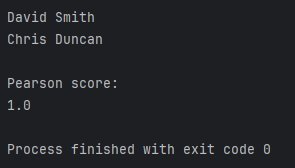 David Smith
Chris Duncan
Pearson score:
1.0
Process finished with exit code 0